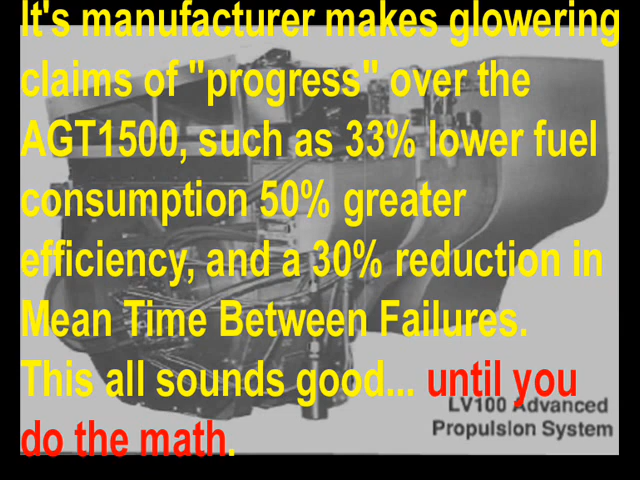 It's manufacturer makes glowering
claims of "progress" over the
AGT1500, such as 33% lower fuel
consumption 50% greater
efficiency, and a 30% reduction in
Mean Time Between Failures.
This all sounds good... until you
do the math.
LV100 Advanced
Propulsion System